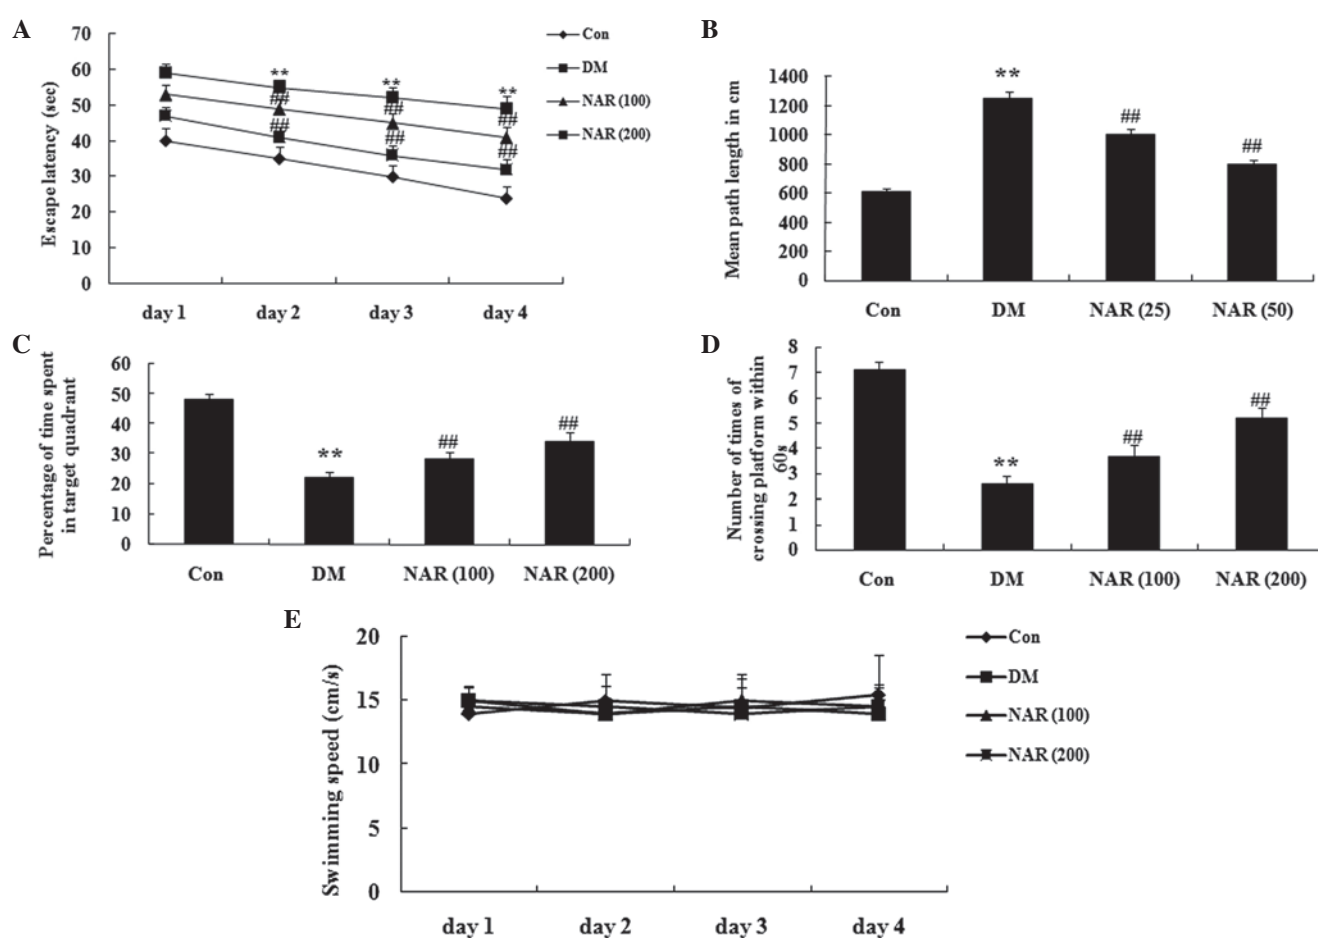 A
Escape latency (sec)
70
60
50
40
30
20
10
0
**
**
**
##
##
##
##
##
##
day 1
day 2
day 3
day 4
Con
DM
NAR (100)
NAR (200)
B
Mean path length in cm
1400
1200
1000
800
600
400
200
0
**
##
##
Con
DM
NAR (25)
NAR (50)
C
Percentage of time spent
in target quadrant
60
50
40
30
20
10
0
**
##
##
Con
DM
NAR (100)
NAR (200)
D
Number of times of
crossing platform within
60s
8
7
6
5
4
3
2
1
0
**
##
##
Con
DM
NAR (100)
NAR (200)
E
Swimming speed (cm/s)
20
15
10
5
0
day 1
day 2
day 3
day 4
Con
DM
NAR (100)
NAR (200)